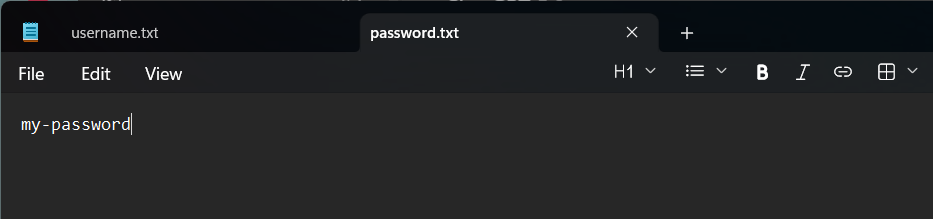 username.txt
password.txt
File Edit View H1 B I
my-password